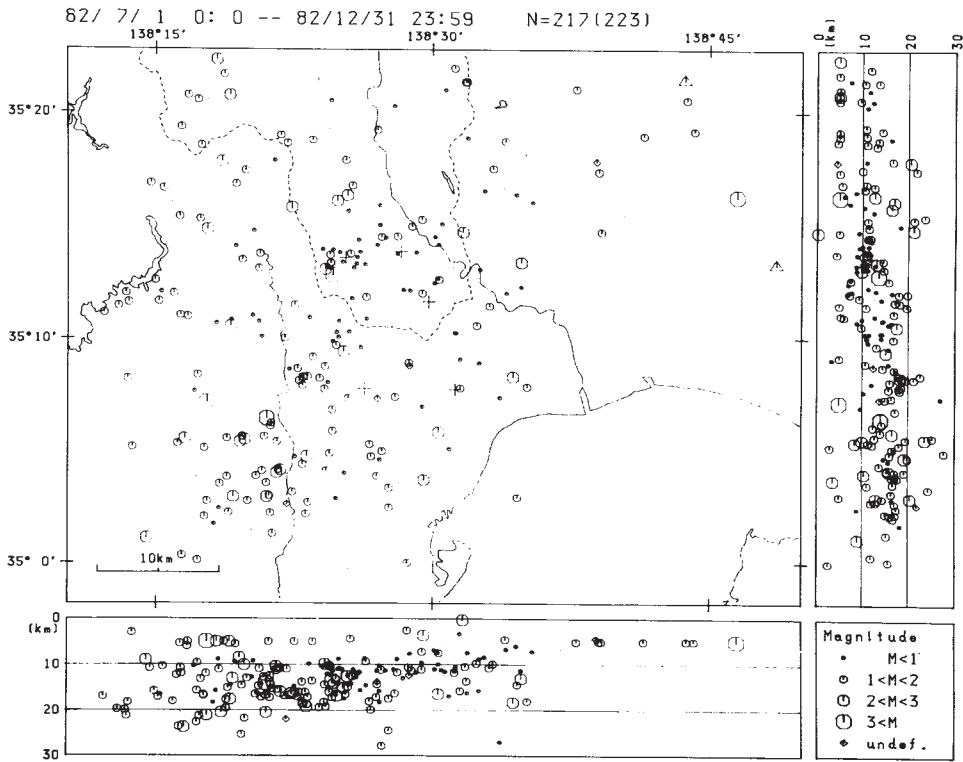 82/ 7/ 1 0: 0 -- 82/12/31 23:59 N=217(223)
138°15' 138°30' 138°45'
0 10 20 30
(km)
35°20'
35°10'
35° 0'
10km
0
(km)
10
20
30
Magnitude
M<1
1<M<2
2<M<3
3<M
undef.